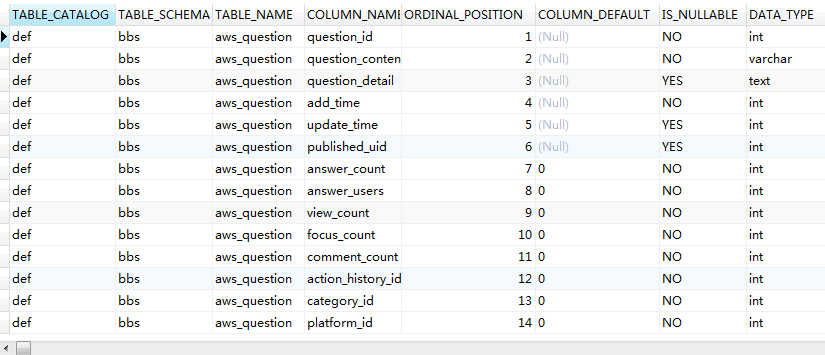 TABLE_CATALOG TABLE_SCHEMA TABLE_NAME COLUMN_NAME ORDINAL_POSITION COLUMN_DEFAULT IS_NULLABLE DATA_TYPE
def bbs aws_question question_id 1 (Null) NO int
def bbs aws_question question_conten 2 (Null) NO varchar
def bbs aws_question question_detail 3 (Null) YES text
def bbs aws_question add_time 4 (Null) NO int
def bbs aws_question update_time 5 (Null) YES int
def bbs aws_question published_uid 6 (Null) YES int
def bbs aws_question answer_count 7 0 NO int
def bbs aws_question answer_users 8 0 NO int
def bbs aws_question view_count 9 0 NO int
def bbs aws_question focus_count 10 0 NO int
def bbs aws_question comment_count 11 0 NO int
def bbs aws_question action_history_id 12 0 NO int
def bbs aws_question category_id 13 0 NO int
def bbs aws_question platform_id 14 0 NO int